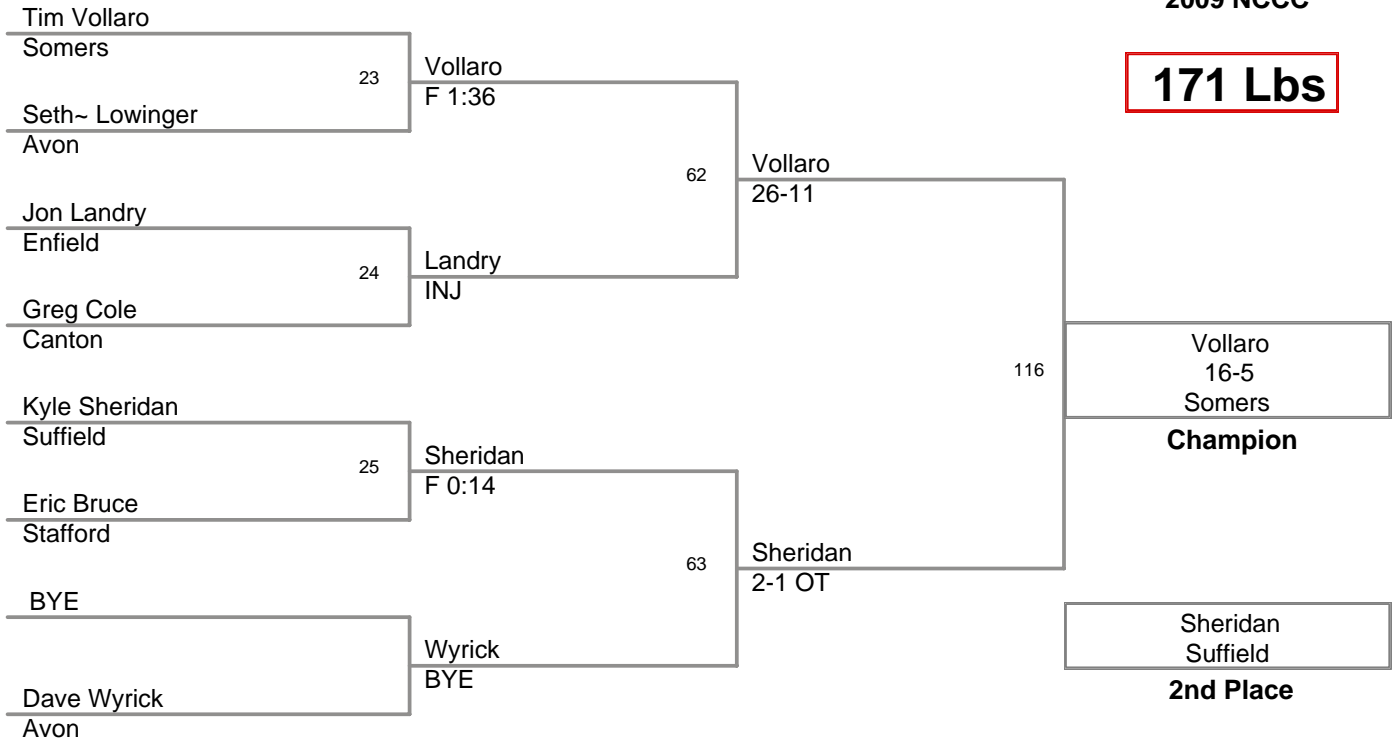 2009 NCCC
171 Lbs
Tim Vollaro
Somers
23
Seth~ Lowinger
Avon
Vollaro
F 1:36
Jon Landry
Enfield
24
Greg Cole
Canton
Landry
INJ
62
Vollaro
26-11
Kyle Sheridan
Suffield
25
Eric Bruce
Stafford
Sheridan
F 0:14
BYE
Dave Wyrick
Avon
Wyrick
BYE
63
Sheridan
2-1 OT
116
Vollaro
16-5
Somers
Champion
Sheridan
Suffield
2nd Place